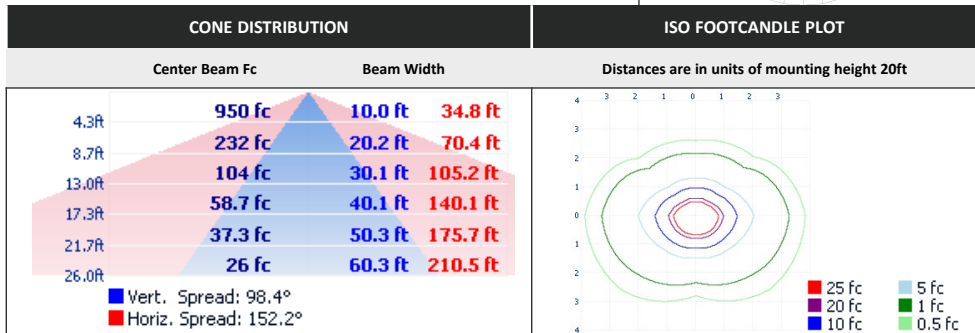 CONE DISTRIBUTION
Center Beam Fc Beam Width
4.3ft 950 fc 10.0 ft 34.8 ft
8.7ft 232 fc 20.2 ft 70.4 ft
13.0ft 104 fc 30.1 ft 105.2 ft
17.3ft 58.7 fc 40.1 ft 140.1 ft
21.7ft 37.3 fc 50.3 ft 175.7 ft
26.0ft 26 fc 60.3 ft 210.5 ft
Vert. Spread: 98.4°
Horiz. Spread: 152.2°
ISO FOOTCANDLE PLOT
Distances are in units of mounting height 20ft
3 2 1 0 1 2 3
4
3
2
1
0
1
2
3
4
25 fc 5 fc
20 fc 1 fc
10 fc 0.5 fc